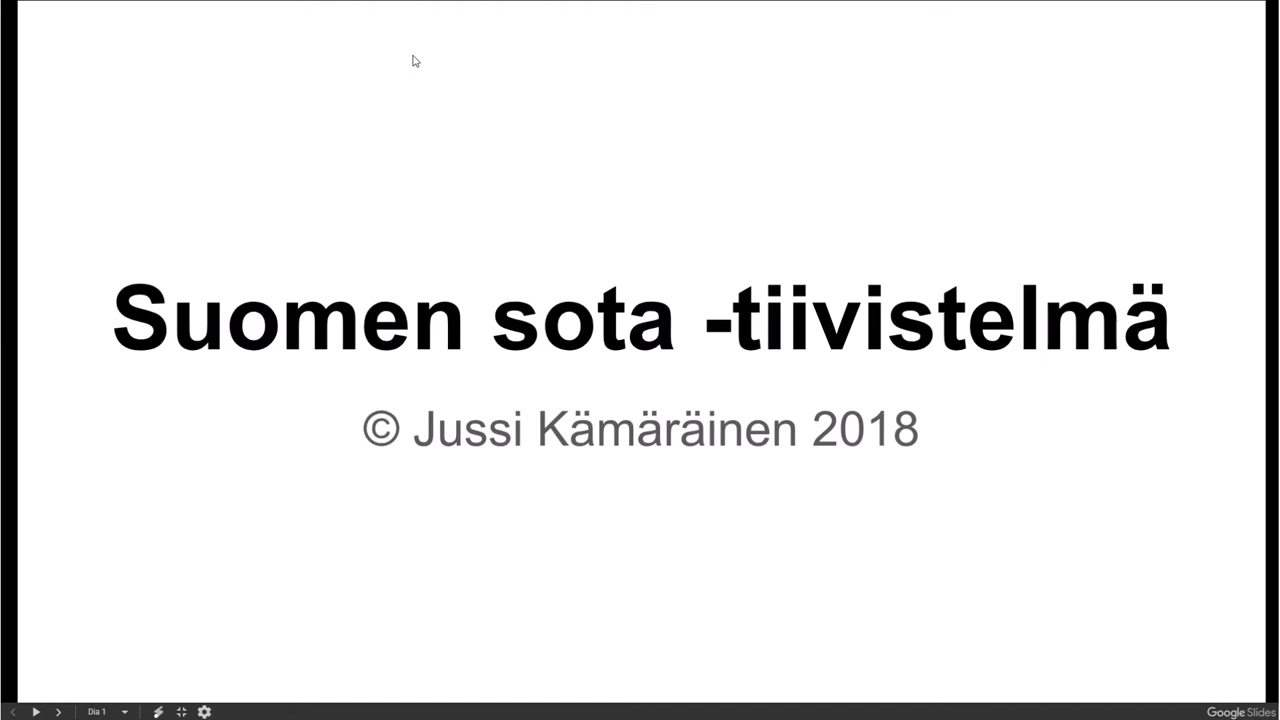 Suomen sota -tiivistelmä
© Jussi Kämäräinen 2018
Dia 1
Google Slides